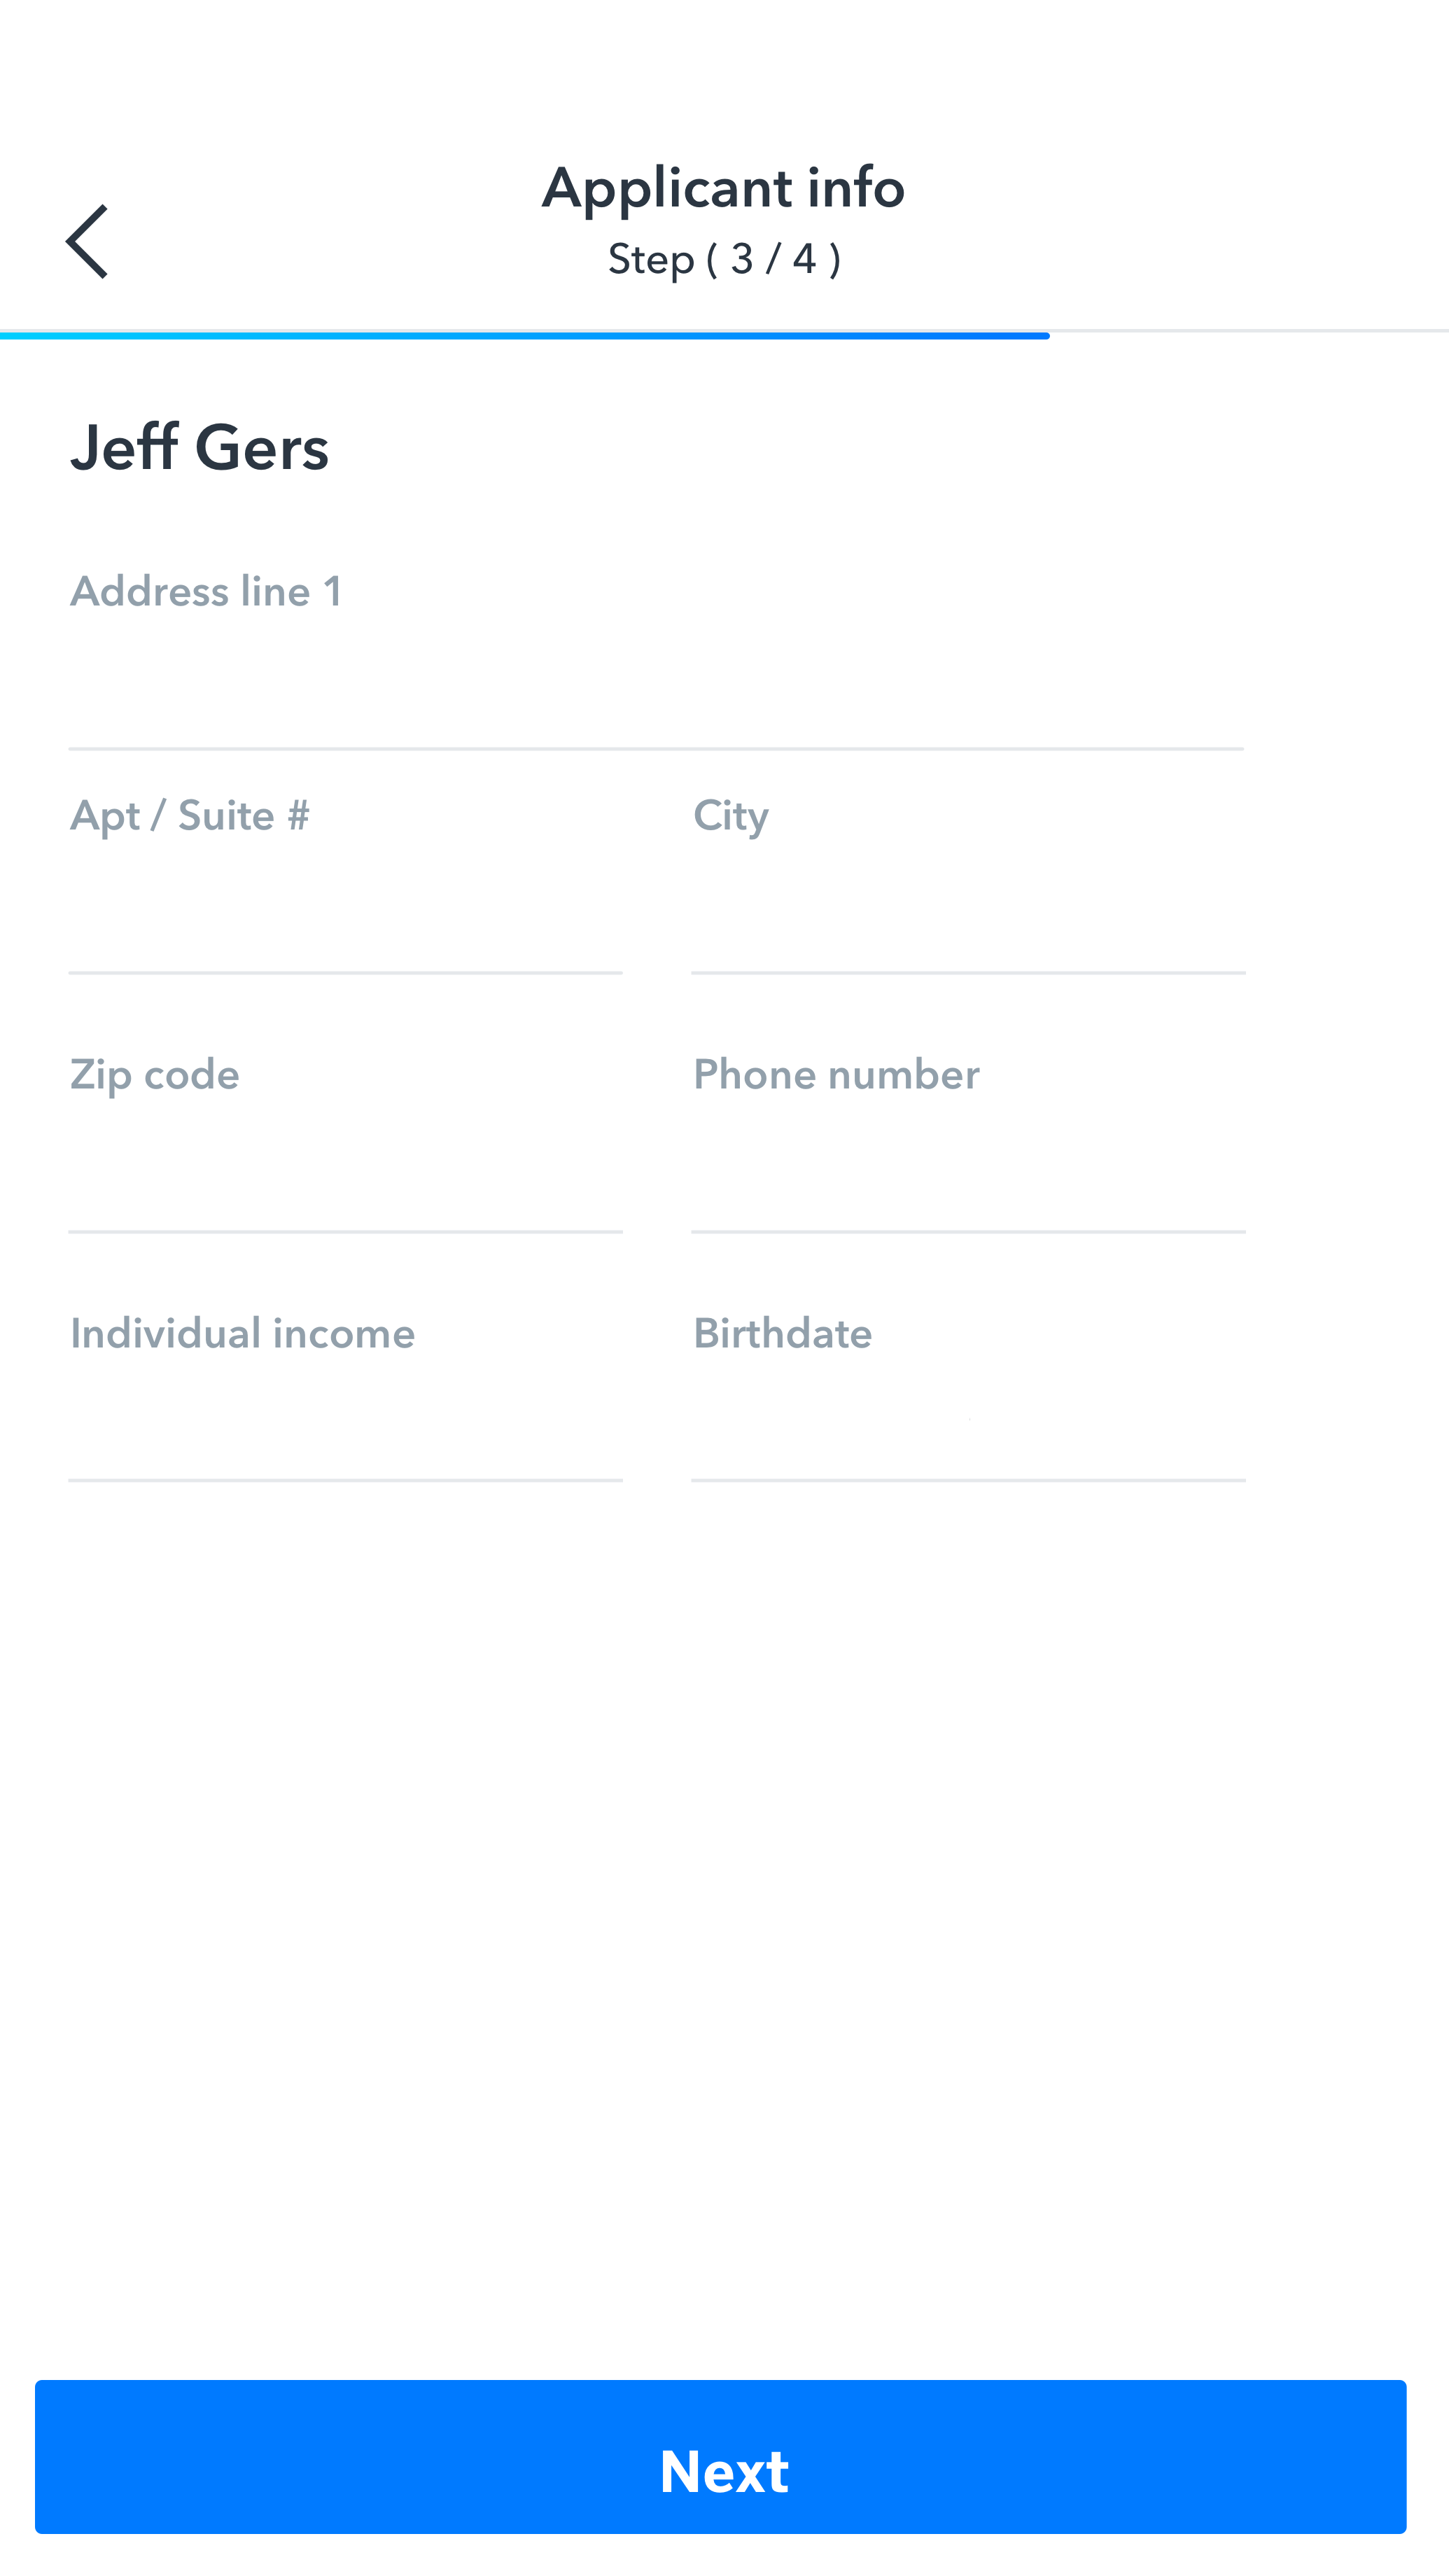 Applicant info
Step ( 3 / 4 )
Jeff Gers
Address line 1
Apt / Suite #
City
Zip code
Phone number
Individual income
Birthdate
Next